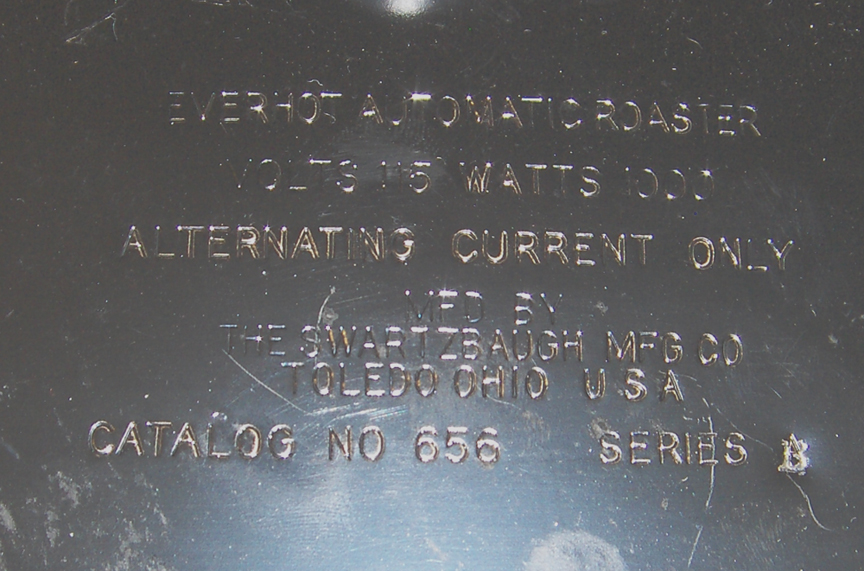 EVERHOT AUTOMATIC ROASTER
VOLTS 115 WATTS 1000
ALTERNATING CURRENT ONLY
MFD BY
THE SWARTZBAUGH MFG CO
TOLEDO OHIO U S A
CATALOG NO 656 SERIES